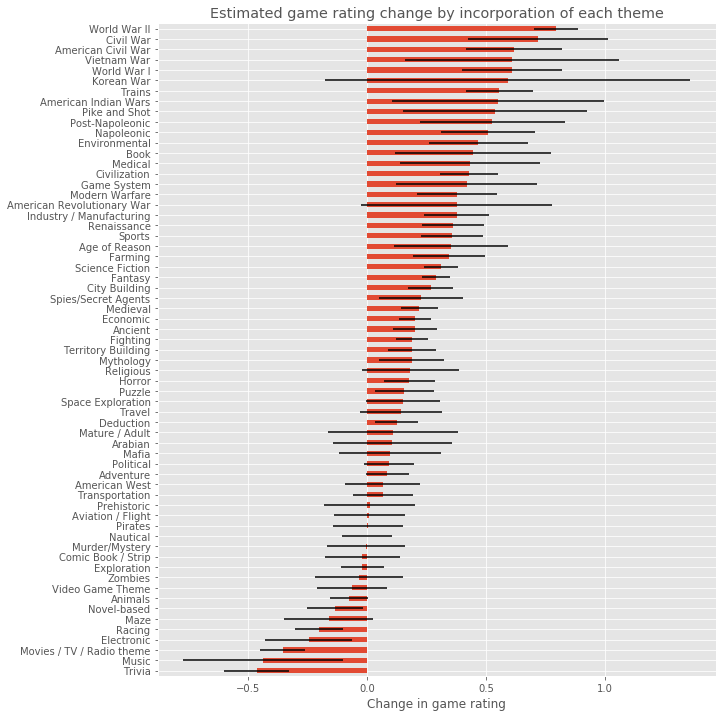 Estimated game rating change by incorporation of each theme
World War II
Civil War
American Civil War
Vietnam War
World War I
Korean War
Trains
American Indian Wars
Pike and Shot
Post-Napoleonic
Napoleonic
Environmental
Book
Medical
Civilization
Game System
Modern Warfare
American Revolutionary War
Industry / Manufacturing
Renaissance
Sports
Age of Reason
Farming
Science Fiction
Fantasy
City Building
Spies/Secret Agents
Medieval
Economic
Ancient
Fighting
Territory Building
Mythology
Religious
Horror
Puzzle
Space Exploration
Travel
Deduction
Mature / Adult
Arabian
Mafia
Political
Adventure
American West
Transportation
Prehistoric
Aviation / Flight
Pirates
Nautical
Murder/Mystery
Comic Book / Strip
Exploration
Zombies
Video Game Theme
Animals
Novel-based
Maze
Racing
Electronic
Movies / TV / Radio theme
Music
Trivia
−0.5 0.0 0.5 1.0
Change in game rating